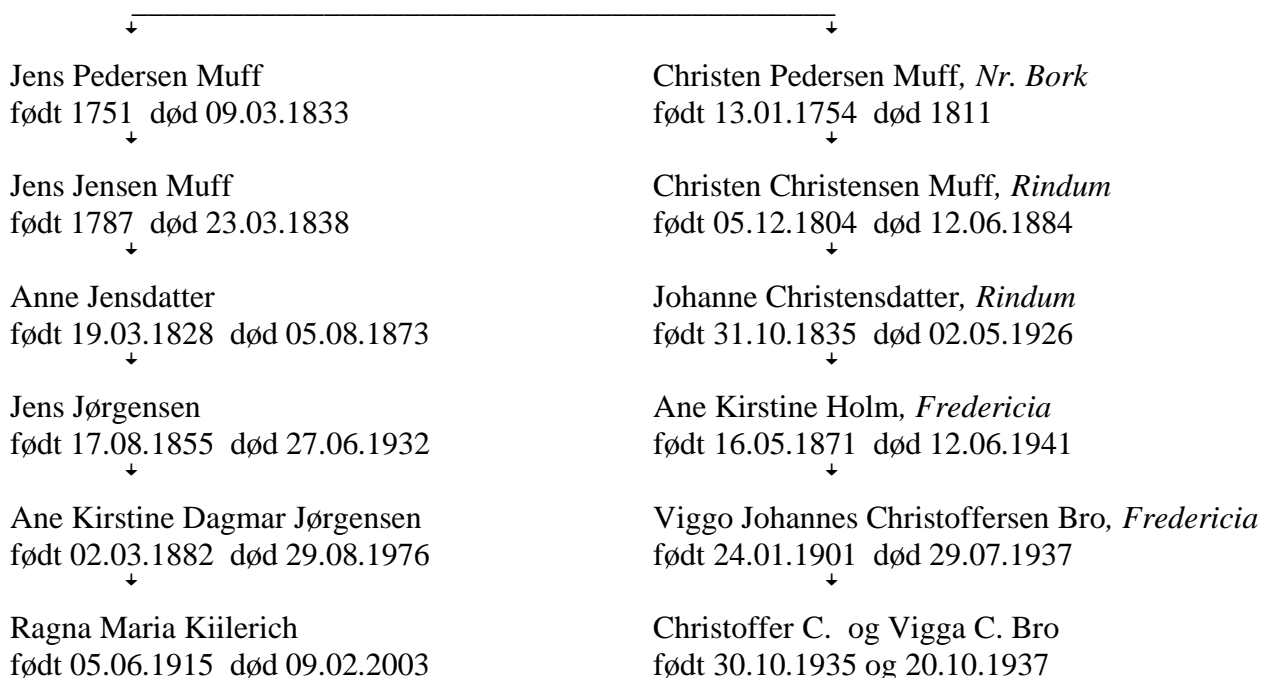 Jens Pedersen Muff
født 1751  død 09.03.1833
Jens Jensen Muff
født 1787  død 23.03.1838
Anne Jensdatter
født 19.03.1828  død 05.08.1873
Jens Jørgensen
født 17.08.1855  død 27.06.1932
Ane Kirstine Dagmar Jørgensen
født 02.03.1882  død 29.08.1976
Ragna Maria Kiilerich
født 05.06.1915  død 09.02.2003
Christen Pedersen Muff, Nr. Bork
født 13.01.1754  død 1811
Christen Christensen Muff, Rindum
født 05.12.1804  død 12.06.1884
Johanne Christensdatter, Rindum
født 31.10.1835  død 02.05.1926
Ane Kirstine Holm, Fredericia
født 16.05.1871  død 12.06.1941
Viggo Johannes Christoffersen Bro, Fredericia
født 24.01.1901  død 29.07.1937
Christoffer C.  og Vigga C. Bro
født 30.10.1935 og 20.10.1937